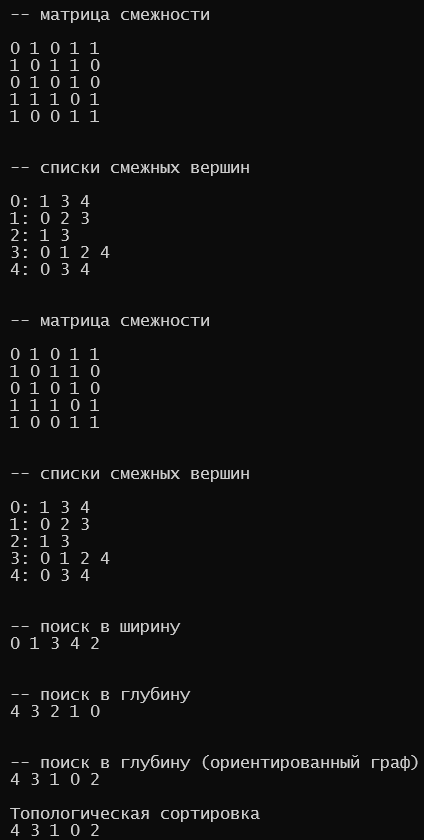 -- матрица смежности
0 1 0 1 1
1 0 1 1 0
0 1 0 1 0
1 1 1 0 1
1 0 0 1 1
-- списки смежных вершин
0: 1 3 4
1: 0 2 3
2: 1 3
3: 0 1 2 4
4: 0 3 4
-- матрица смежности
0 1 0 1 1
1 0 1 1 0
0 1 0 1 0
1 1 1 0 1
1 0 0 1 1
-- списки смежных вершин
0: 1 3 4
1: 0 2 3
2: 1 3
3: 0 1 2 4
4: 0 3 4
-- поиск в ширину
0 1 3 4 2
-- поиск в глубину
4 3 2 1 0
-- поиск в глубину (ориентированный граф)
4 3 1 0 2
Топологическая сортировка
4 3 1 0 2